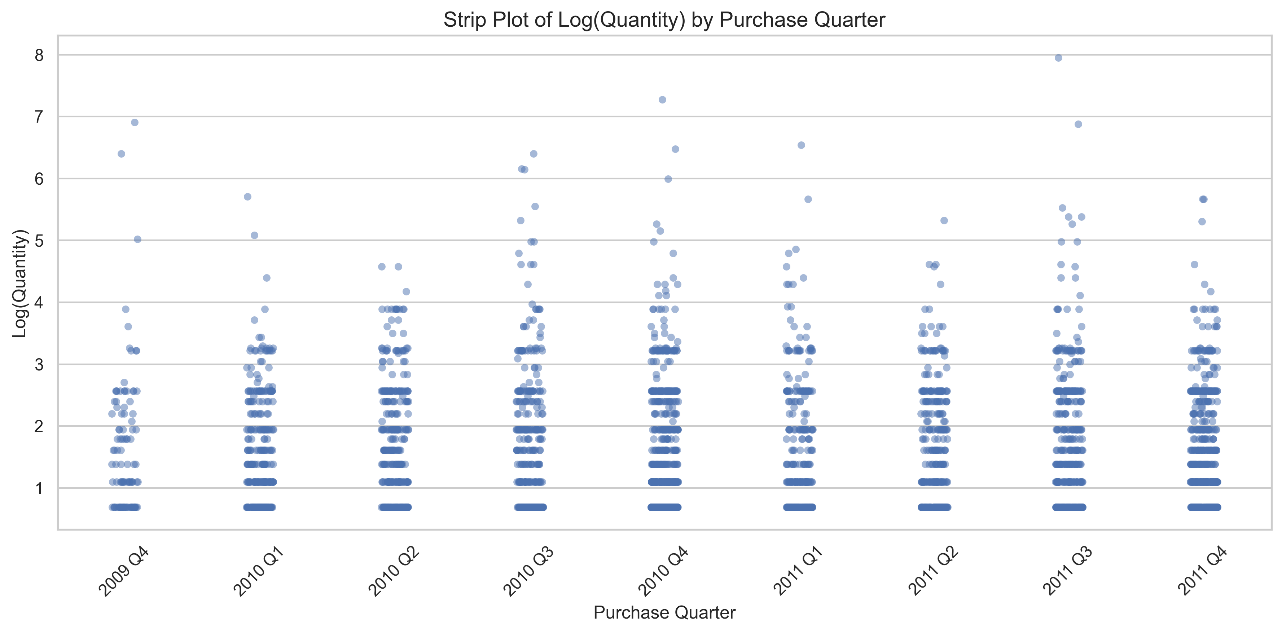 Strip Plot of Log(Quantity) by Purchase Quarter
Log(Quantity)
8
7
6
5
4
3
2
1
2009 Q4
2010 Q1
2010 Q2
2010 Q3
2010 Q4
2011 Q1
2011 Q2
2011 Q3
2011 Q4
Purchase Quarter